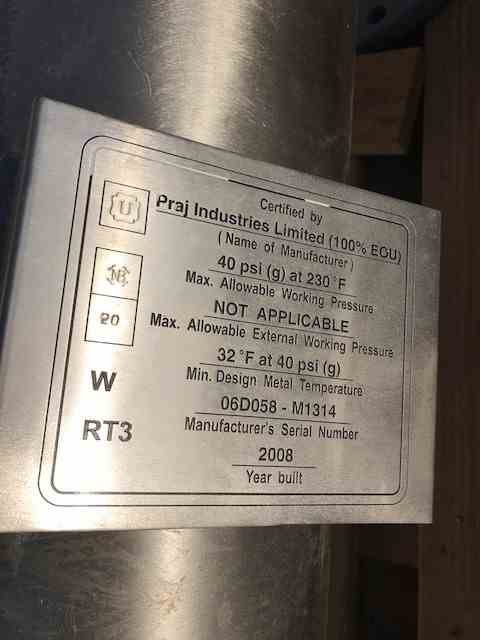 Certified by
U
Praj Industries Limited (100% EOU)
( Name of Manufacturer )
40 psi (g) at 230 °F
Max. Allowable Working Pressure
NB
NOT APPLICABLE
Max. Allowable External Working Pressure
20
32 °F at 40 psi (g)
Min. Design Metal Temperature
W
06D058 - M1314
Manufacturer's Serial Number
RT3
2008
Year built